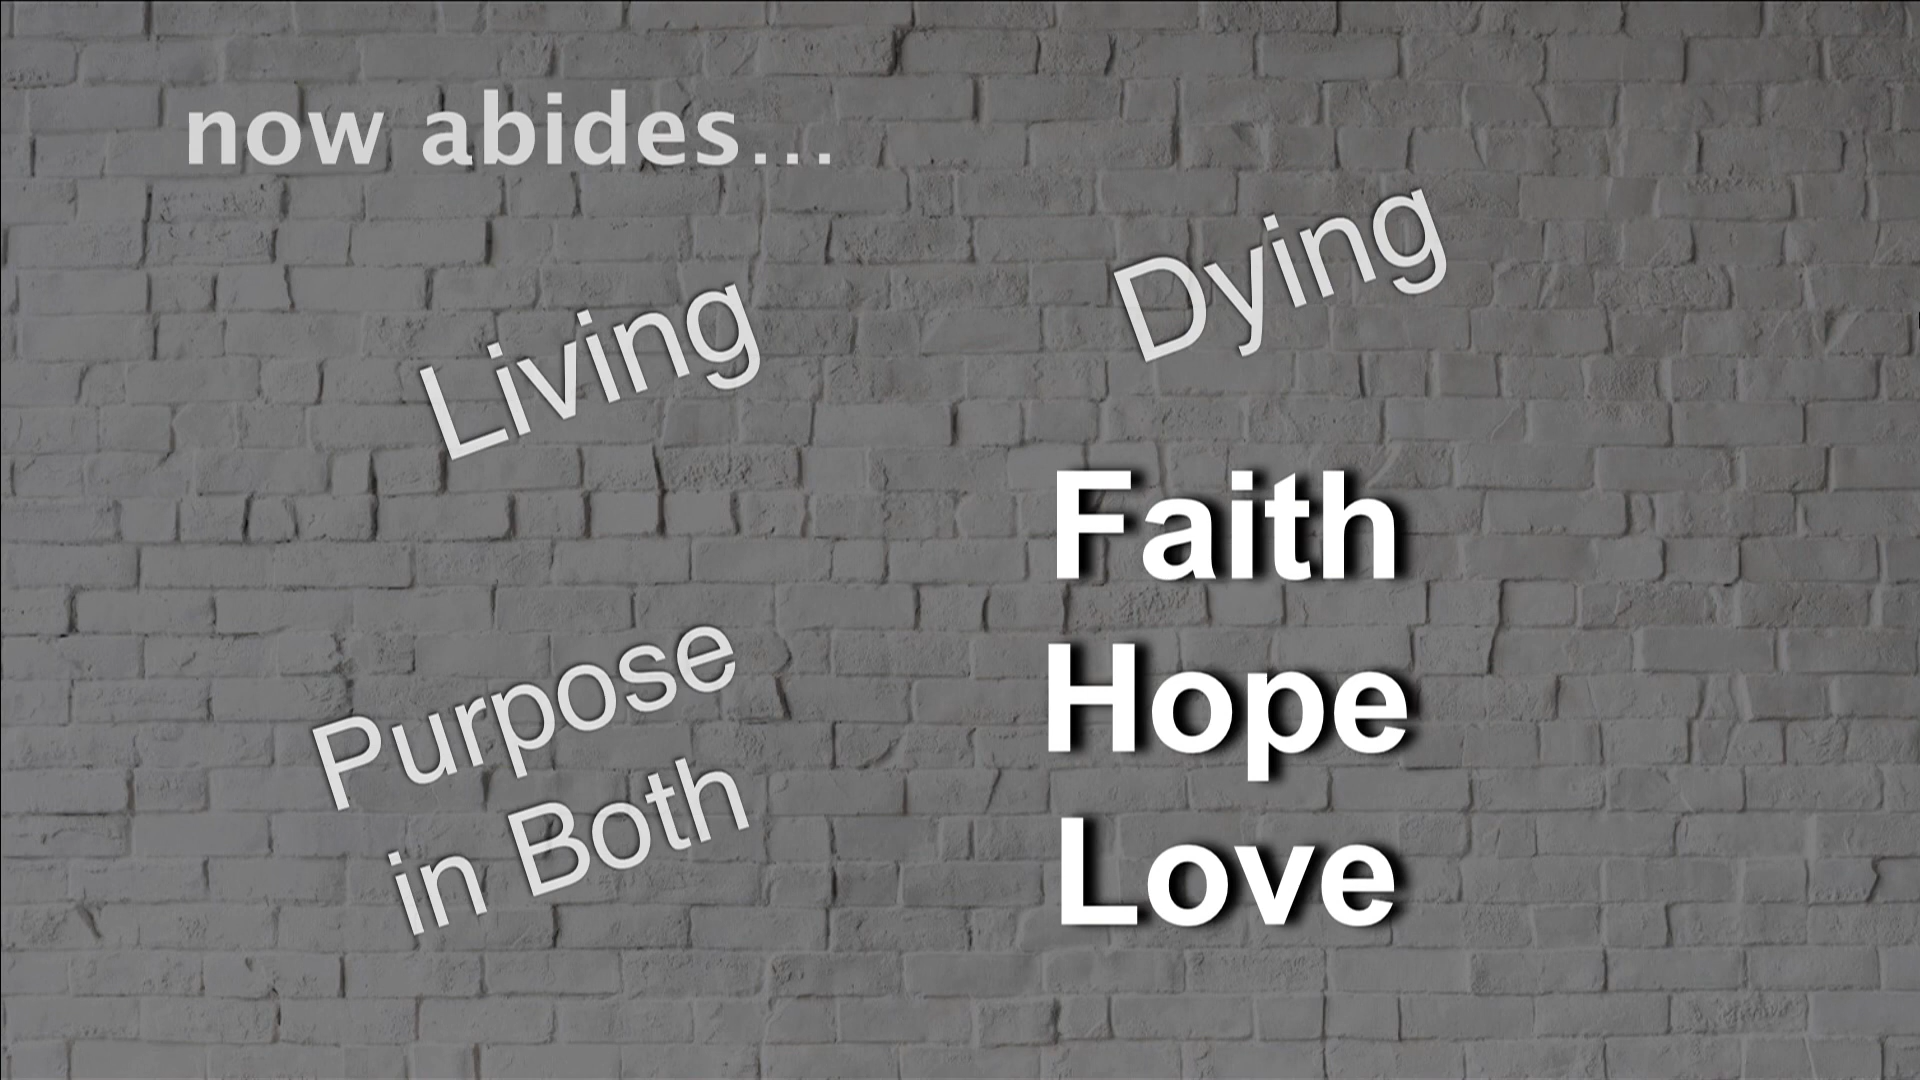 now abides…
Living
Dying
Purpose
in Both
Faith
Hope
Love